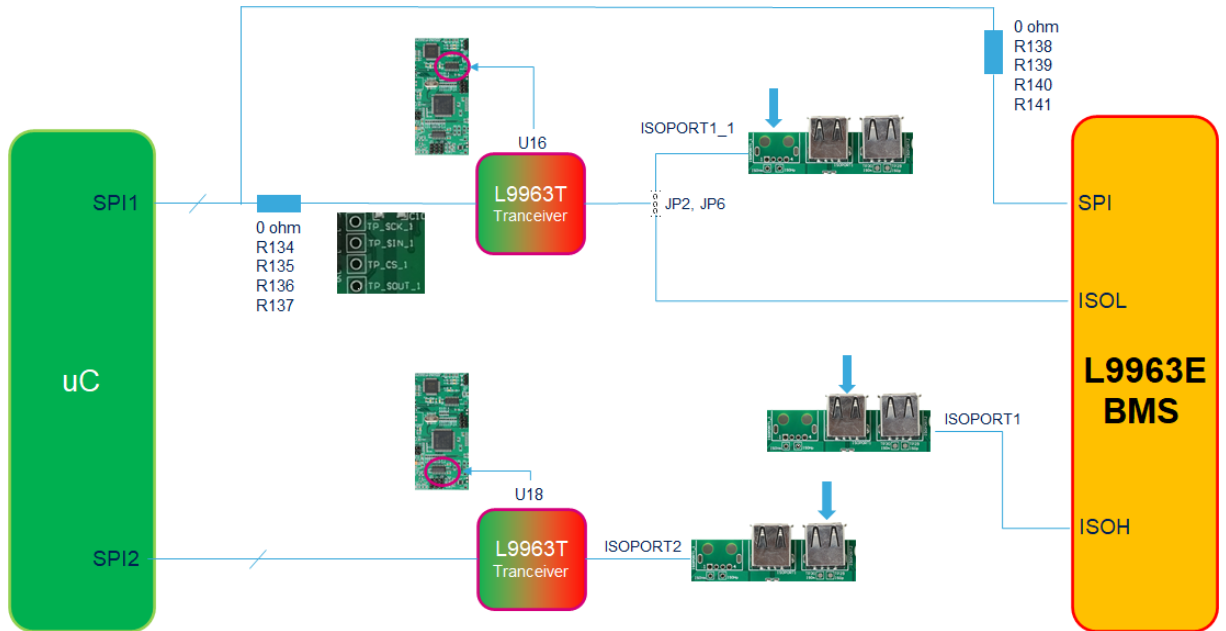 0 ohm
R138
R139
R140
R141
ISOPORT1_1
U16
L9963T
Tranceiver
JP2, JP6
SPI1
SPI
0 ohm
R134
R135
R136
R137
TP_SCK_1
TP_SIN_1
TP_CS_1
TP_SOUT_1
ISOL
uC
L9963E
BMS
ISOPORT1
U18
L9963T
Tranceiver
ISOPORT2
ISOH
SPI2